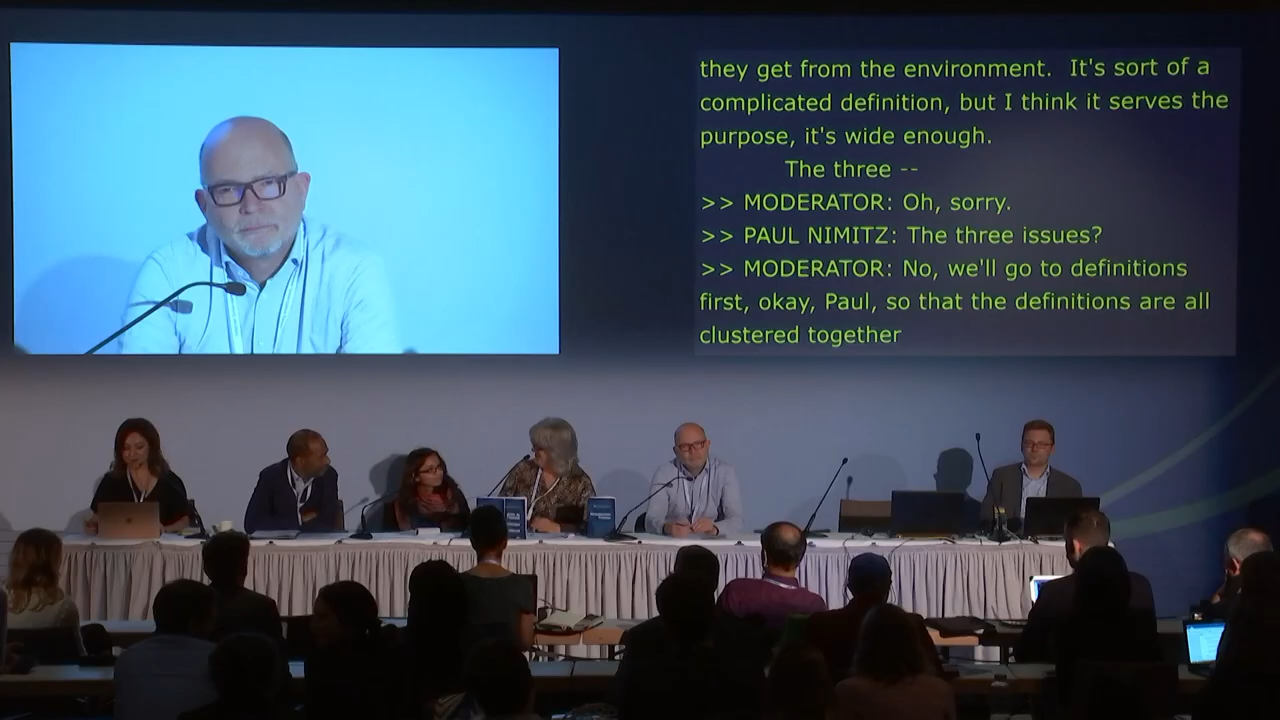 they get from the environment.  It's sort of a
complicated definition, but I think it serves the
purpose, it's wide enough.
The three --
>> MODERATOR: Oh, sorry.
>> PAUL NIMITZ: The three issues?
>> MODERATOR: No, we'll go to definitions
first, okay, Paul, so that the definitions are all
clustered together